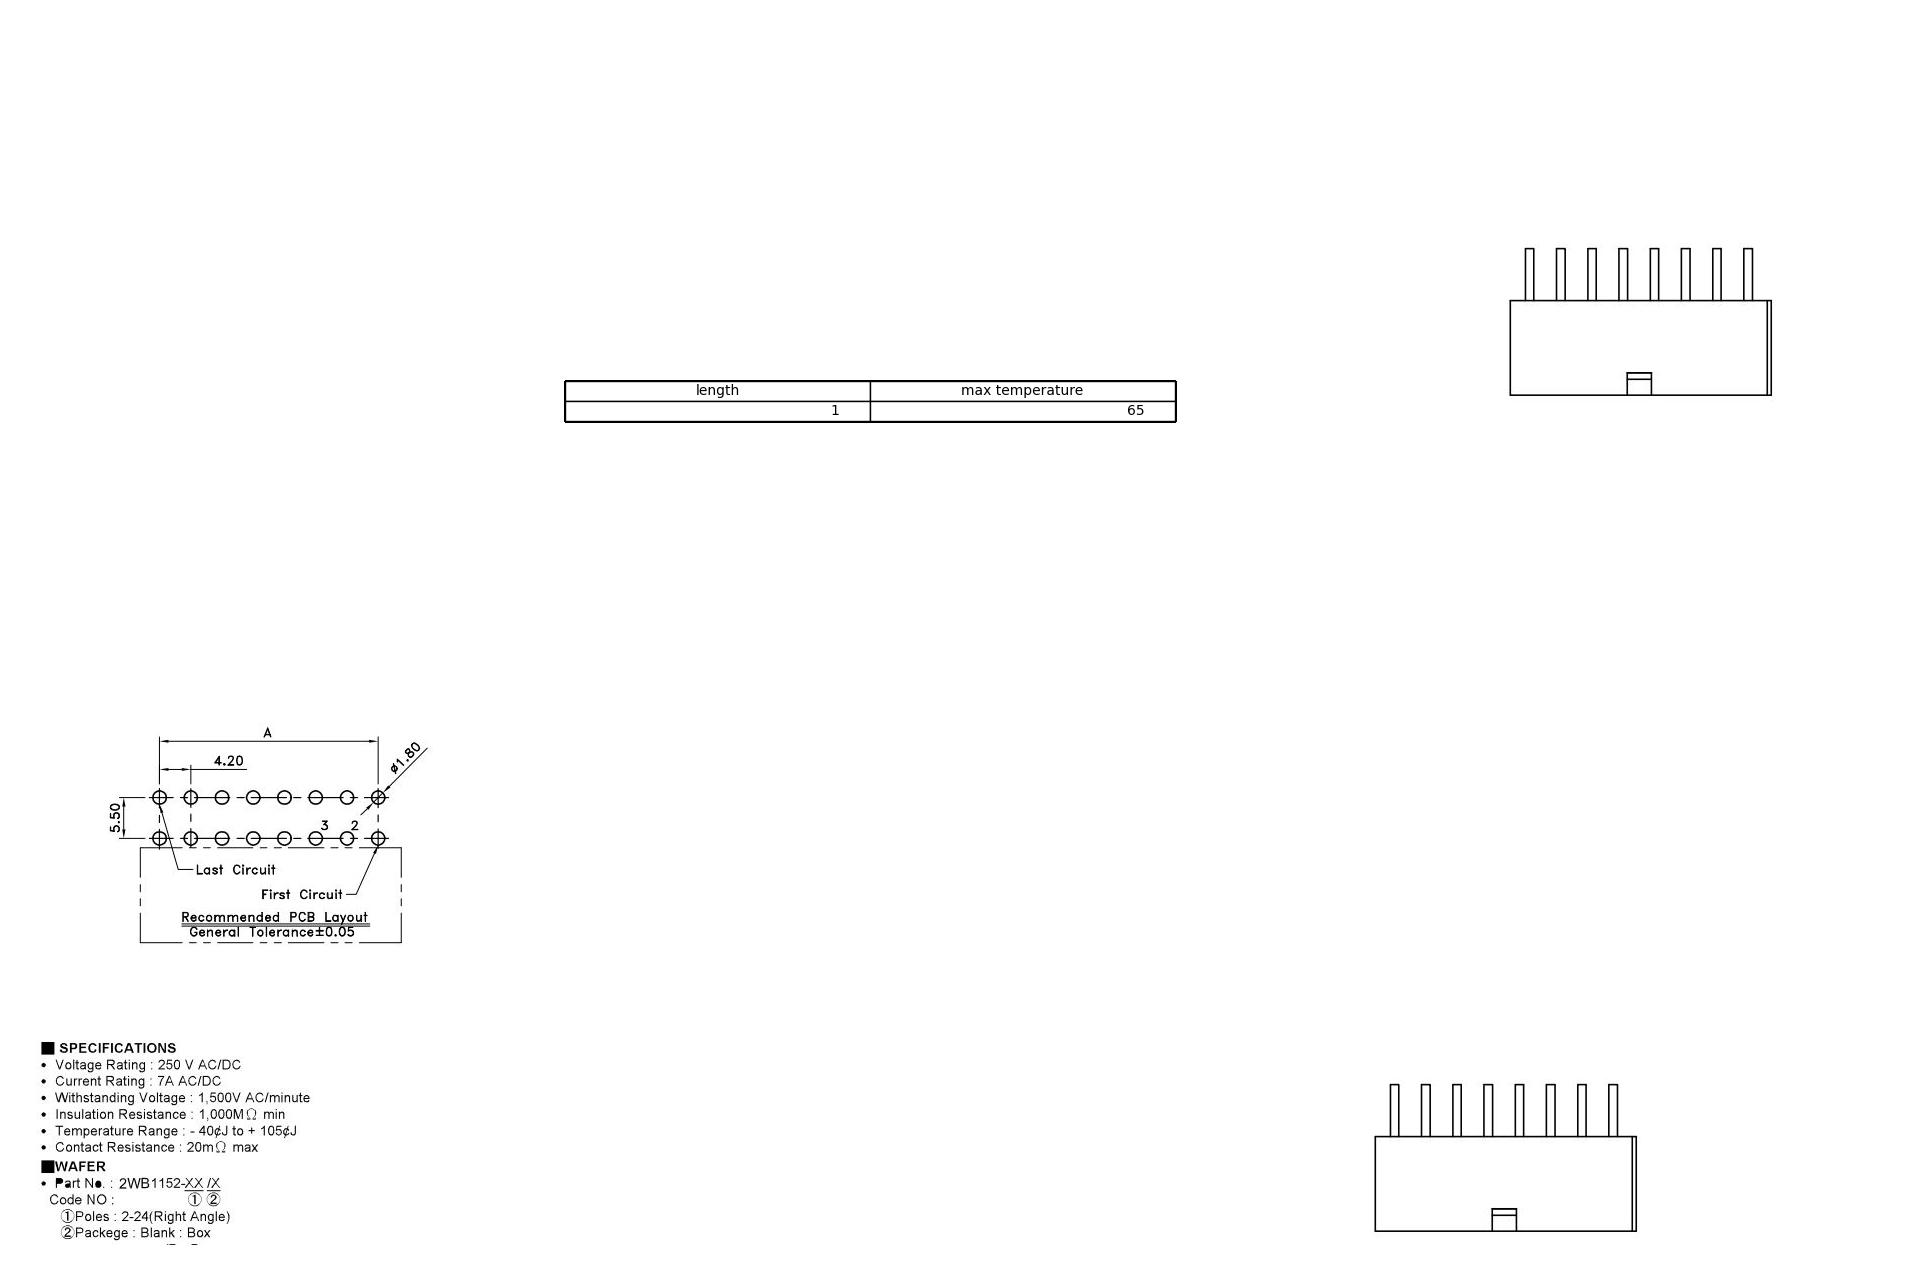 length max temperature
1 65
A
4.20
ø1.80
5.50
3 2
Last Circuit
First Circuit
Recommended PCB Layout
General Tolerance±0.05
■ SPECIFICATIONS
• Voltage Rating : 250 V AC/DC
• Current Rating : 7A AC/DC
• Withstanding Voltage : 1,500V AC/minute
• Insulation Resistance : 1,000MΩ min
• Temperature Range : - 40¢J to + 105¢J
• Contact Resistance : 20mΩ max
■WAFER
• Part No. : 2WB1152-XX /X
Code NO : ① ②
①Poles : 2-24(Right Angle)
②Packege : Blank : Box